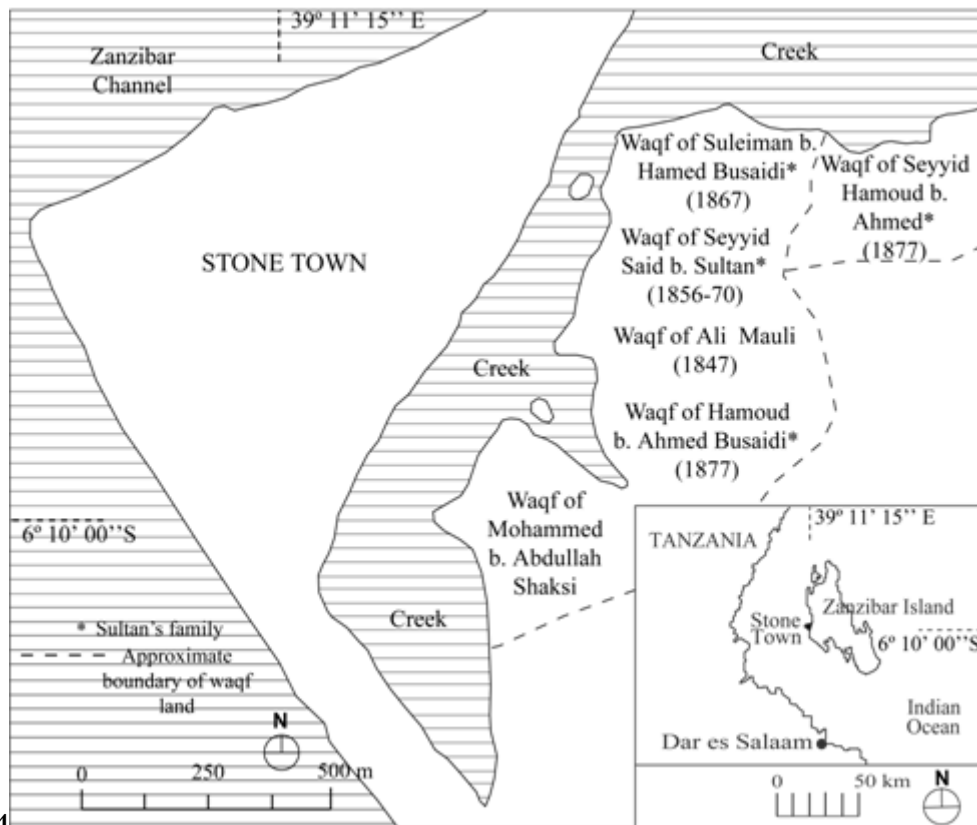 39º 11' 15'' E
Zanzibar
Channel
Creek
Waqf of Suleiman b.
Hamed Busaidi*
(1867)
Waqf of Seyyid
Hamoud b.
Ahmed*
(1877)
STONE TOWN
Waqf of Seyyid
Said b. Sultan*
(1856-70)
Waqf of Ali Mauli
(1847)
Creek
Waqf of Hamoud
b. Ahmed Busaidi*
(1877)
Waqf of
Mohammed
b. Abdullah
Shaksi
6º 10' 00''S
Creek
* Sultan's family
Approximate
boundary of waqf
land
N
0 250 500 m
39º 11' 15'' E
TANZANIA
Zanzibar Island
Stone
Town
6º 10' 00''S
Indian
Ocean
Dar es Salaam
0 50 km
N